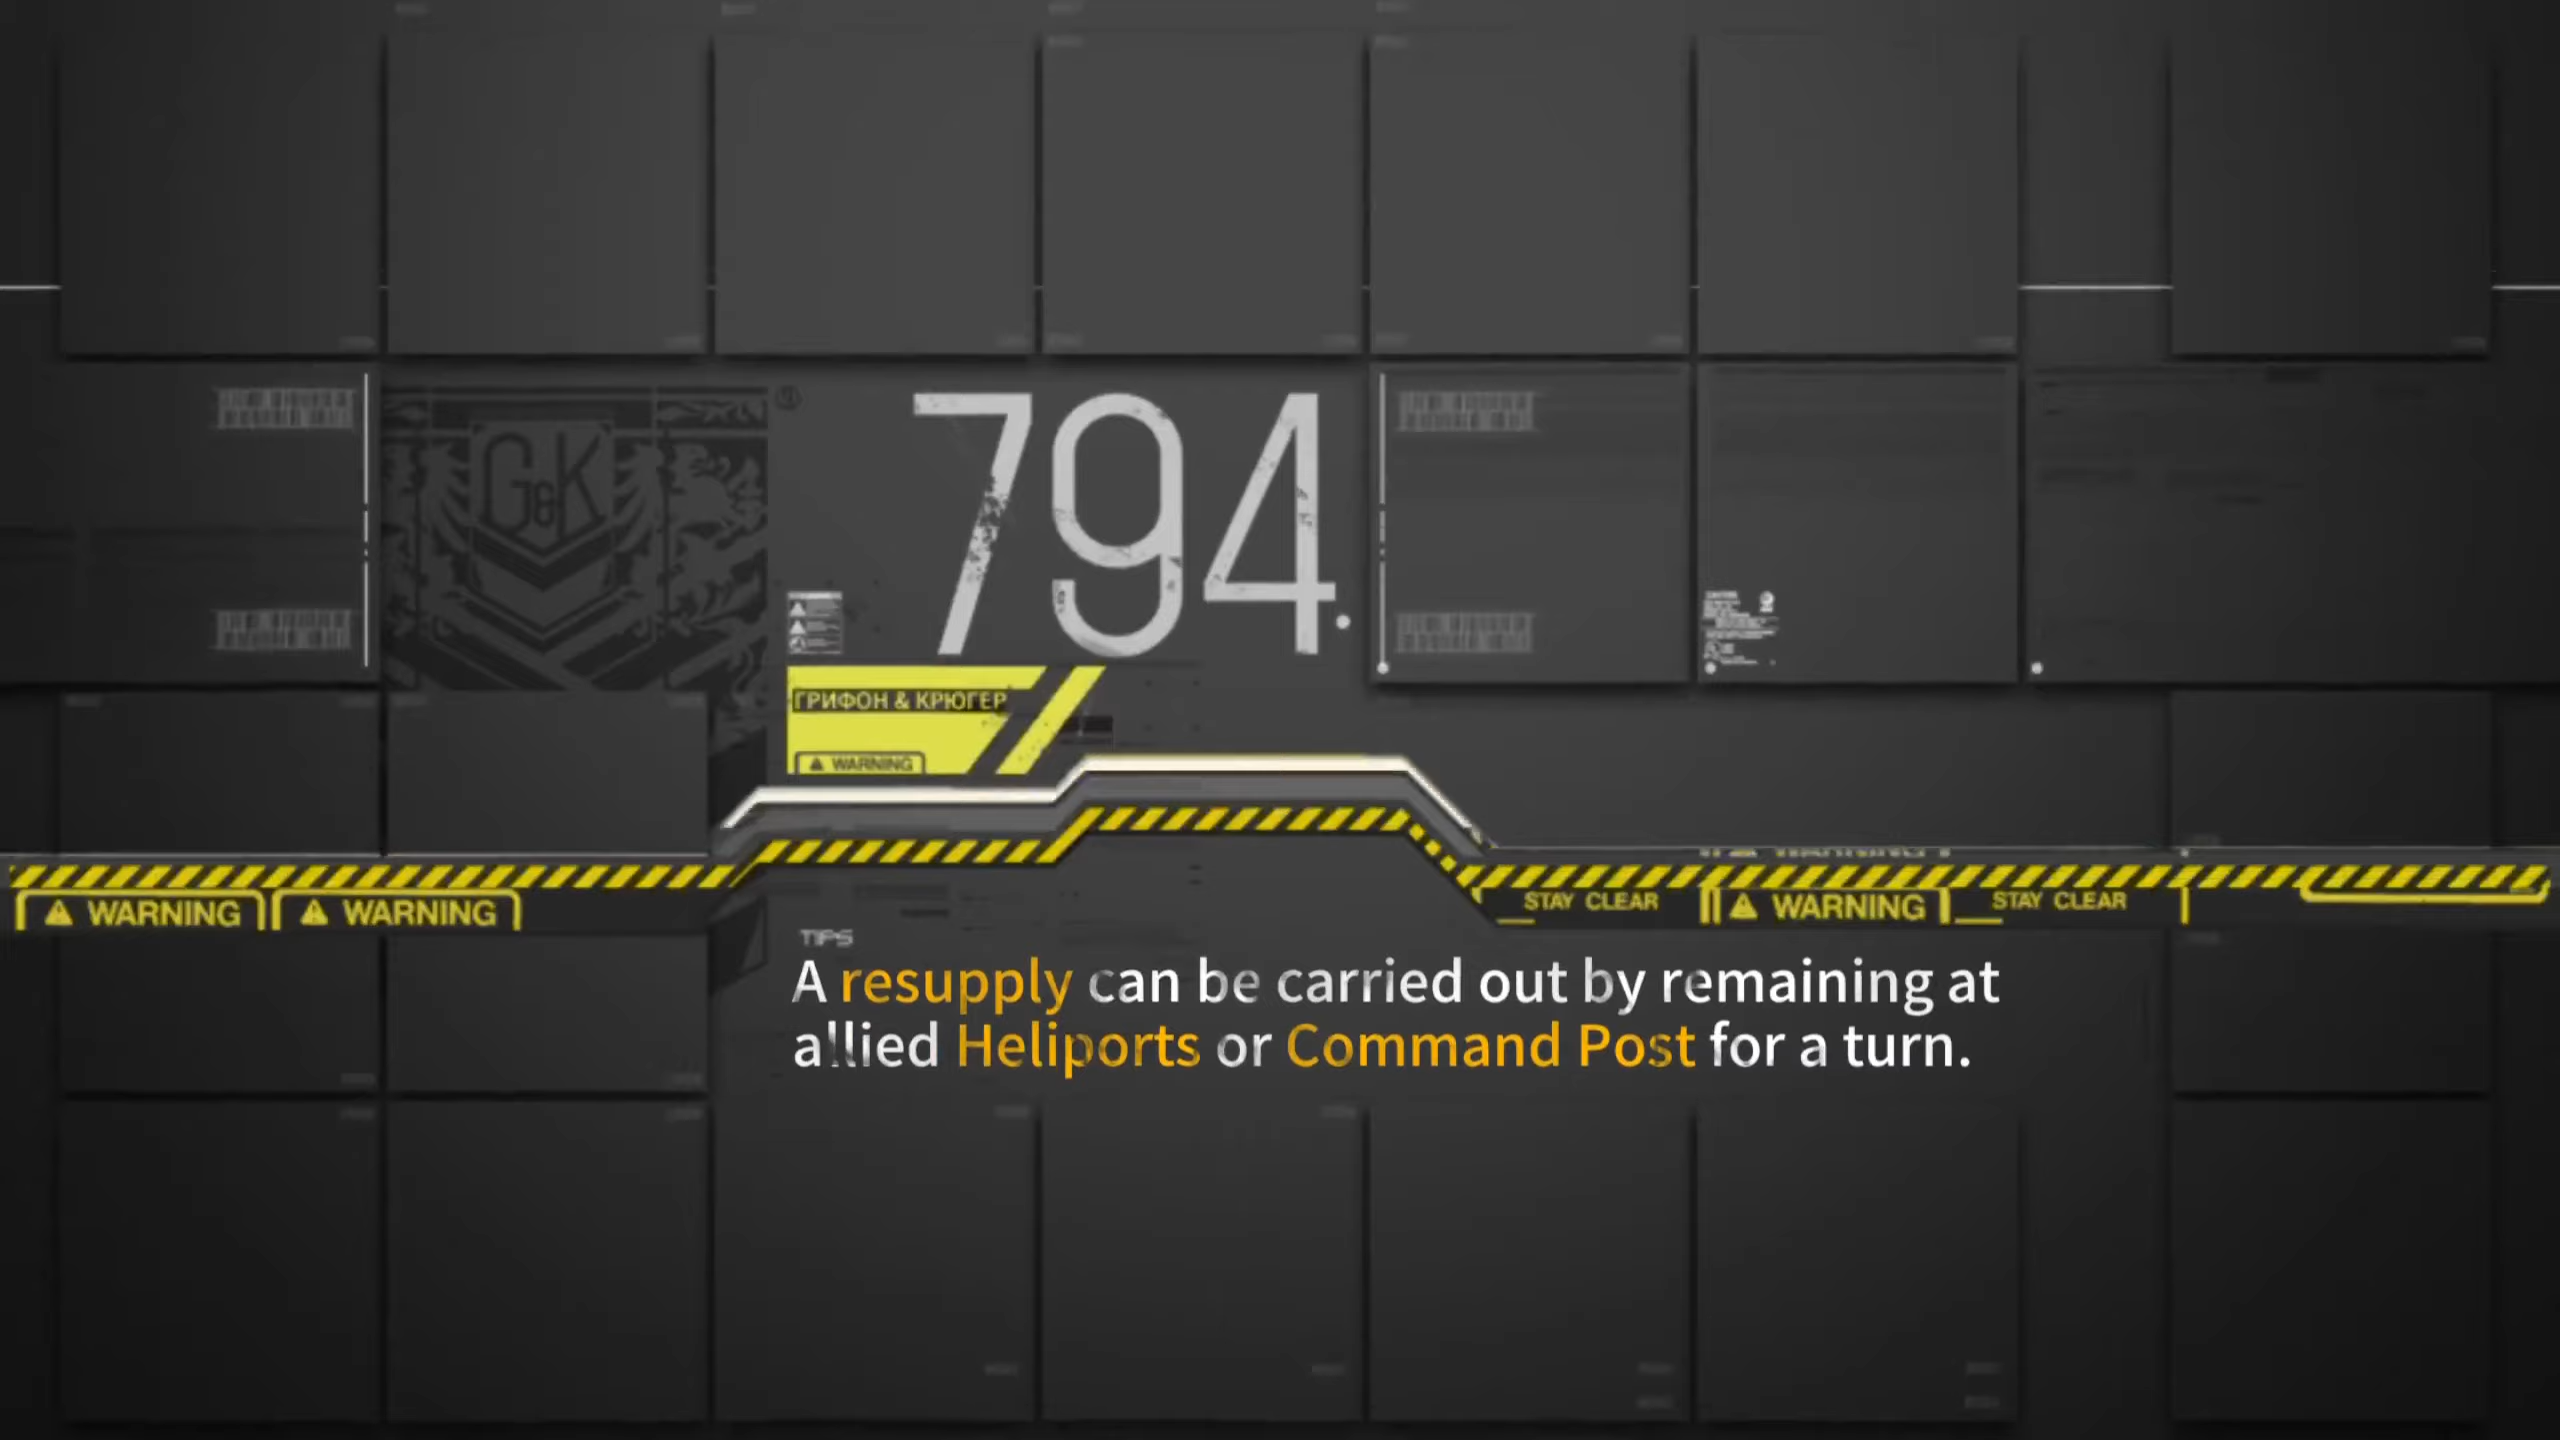 G&K
794.
ГРИФОН & КРЮГЕР
WARNING
WARNING
WARNING
WARNING
STAY CLEAR
WARNING
STAY CLEAR
TIPS
A resupply can be carried out by remaining at
allied Heliports or Command Post for a turn.